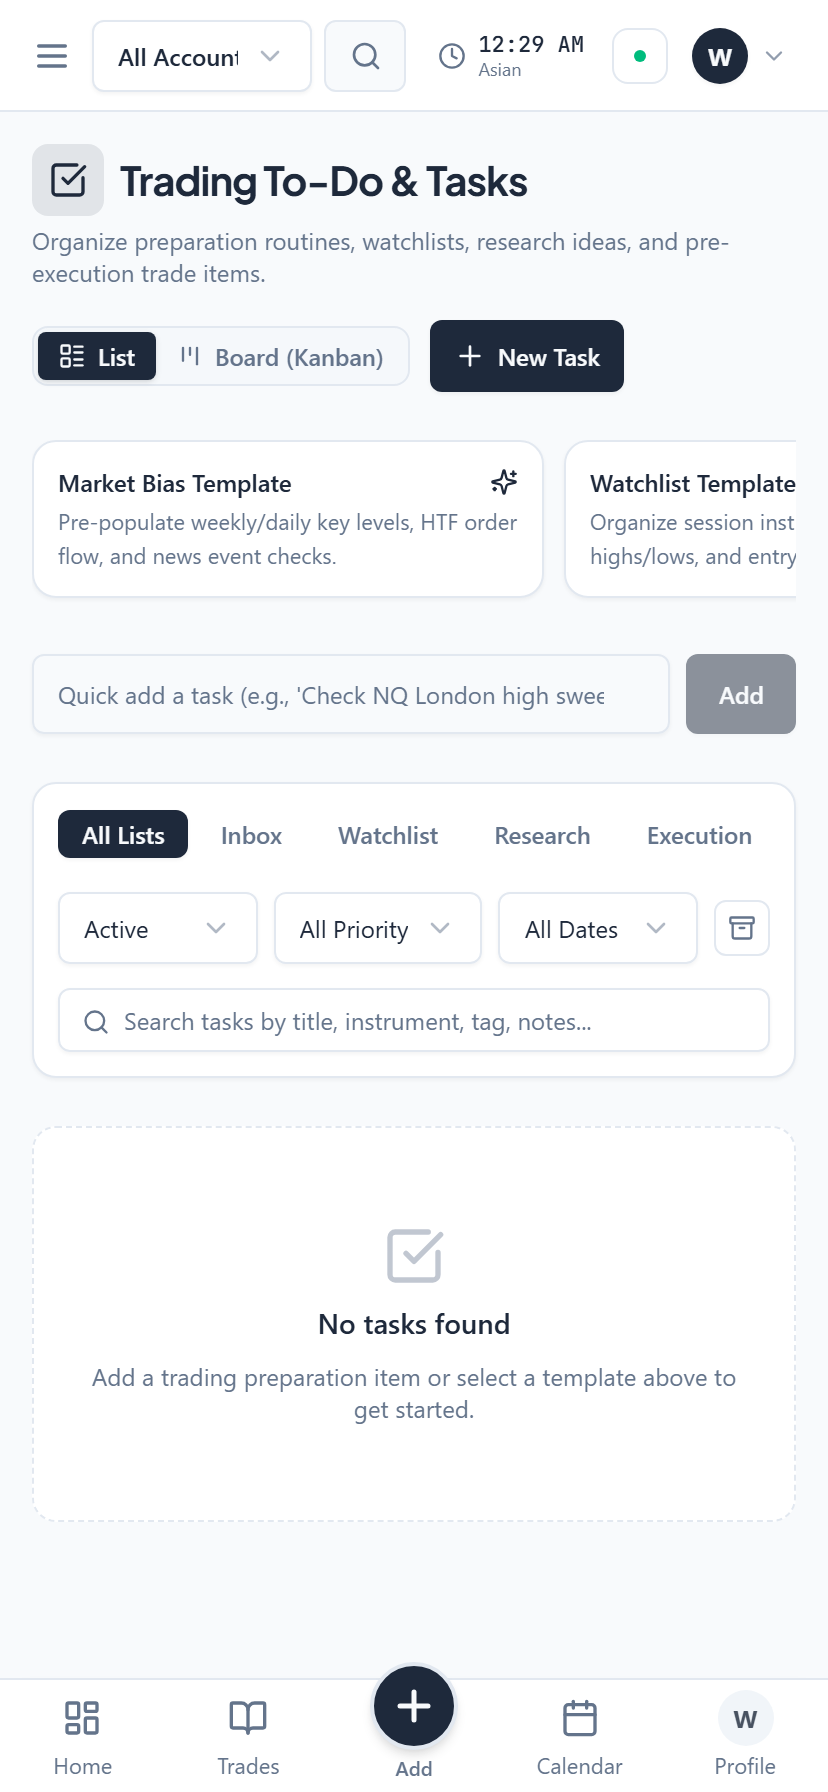 All Account
12:29 AM
Asian
W
Trading To-Do & Tasks
Organize preparation routines, watchlists, research ideas, and pre-
execution trade items.
List
Board (Kanban)
New Task
Market Bias Template
Pre-populate weekly/daily key levels, HTF order
flow, and news event checks.
Watchlist Template
Organize session inst
highs/lows, and entry
Quick add a task (e.g., 'Check NQ London high swee
Add
All Lists
Inbox
Watchlist
Research
Execution
Active
All Priority
All Dates
Search tasks by title, instrument, tag, notes...
No tasks found
Add a trading preparation item or select a template above to
get started.
Home
Trades
Add
Calendar
W
Profile